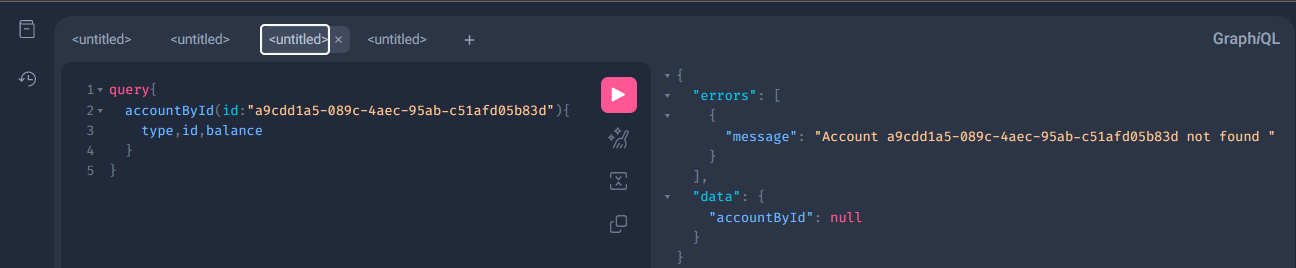 <untitled>
<untitled>
<untitled> ×
<untitled>
+
GraphiQL
1 query{
2 accountById(id:"a9cdd1a5-089c-4aec-95ab-c51afd05b83d"){
3 type,id,balance
4 }
5 }
{
"errors": [
{
"message": "Account a9cdd1a5-089c-4aec-95ab-c51afd05b83d not found "
}
],
"data": {
"accountById": null
}
}